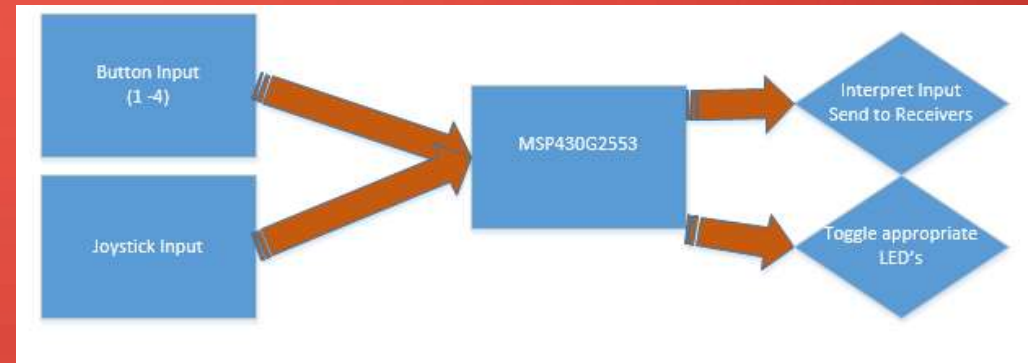 Button Input
(1 -4)
Joystick Input
MSP430G2553
Interpret Input
Send to Receivers
Toggle appropriate
LED's